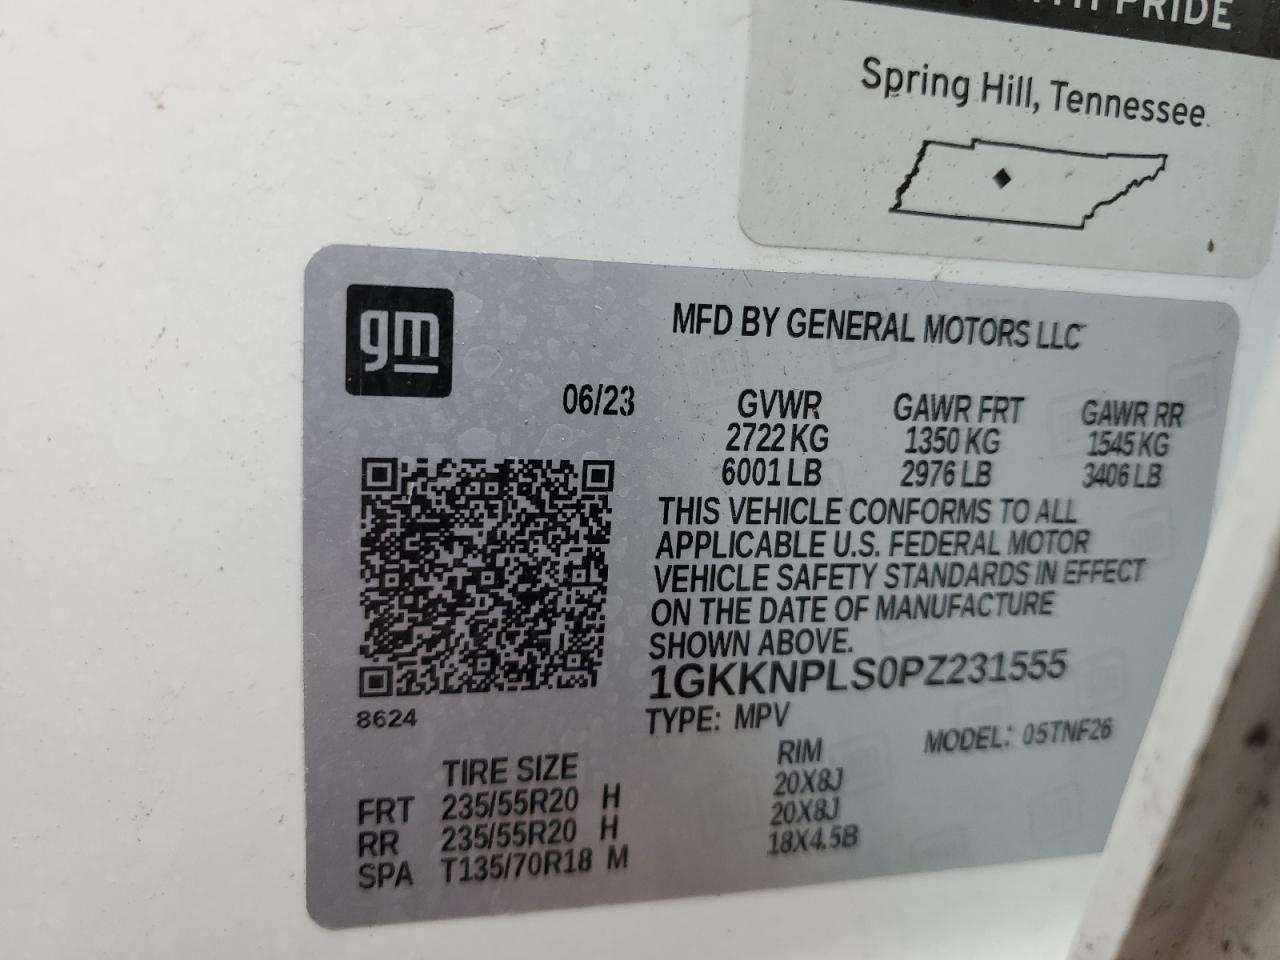 PRIDE
Spring Hill, Tennessee
gm
MFD BY GENERAL MOTORS LLC
06/23
GVWR GAWR FRT GAWR RR
2722 KG 1350 KG 1545 KG
6001 LB 2976 LB 3406 LB
THIS VEHICLE CONFORMS TO ALL
APPLICABLE U.S. FEDERAL MOTOR
VEHICLE SAFETY STANDARDS IN EFFECT
ON THE DATE OF MANUFACTURE
SHOWN ABOVE.
1GKKNPLS0PZ231555
8624
TYPE: MPV MODEL: 05TNF26
TIRE SIZE RIM
FRT 235/55R20 H 20X8J
RR 235/55R20 H 20X8J
SPA T135/70R18 M 18X4.5B